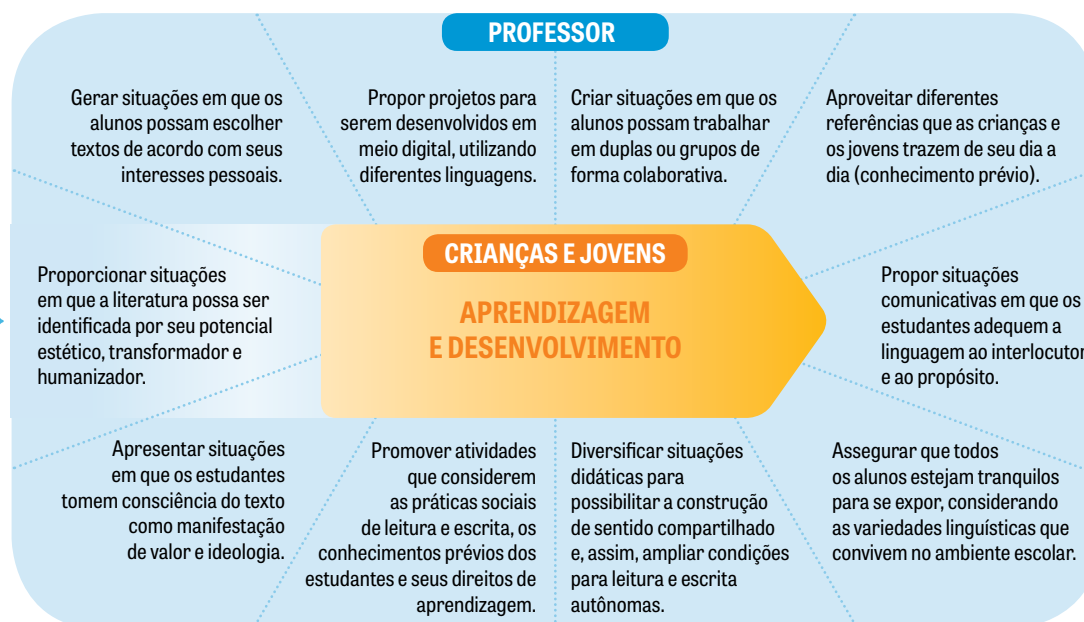 PROFESSOR
Gerar situações em que os
alunos possam escolher
textos de acordo com seus
interesses pessoais.
Propor projetos para
serem desenvolvidos em
meio digital, utilizando
diferentes linguagens.
Criar situações em que os
alunos possam trabalhar
em duplas ou grupos de
forma colaborativa.
Aproveitar diferentes
referências que as crianças e
os jovens trazem de seu dia a
dia (conhecimento prévio).
Proporcionar situações
em que a literatura possa ser
identificada por seu potencial
estético, transformador e
humanizador.
CRIANÇAS E JOVENS
APRENDIZAGEM
E DESENVOLVIMENTO
Propor situações
comunicativas em que os
estudantes adequem a
linguagem ao interlocutor
e ao propósito.
Apresentar situações
em que os estudantes
tomem consciência do texto
como manifestação
de valor e ideologia.
Promover atividades
que considerem
as práticas sociais
de leitura e escrita, os
conhecimentos prévios dos
estudantes e seus direitos de
aprendizagem.
Diversificar situações
didáticas para
possibilitar a construção
de sentido compartilhado
e, assim, ampliar condições
para leitura e escrita
autônomas.
Assegurar que todos
os alunos estejam tranquilos
para se expor, considerando
as variedades linguísticas que
convivem no ambiente escolar.